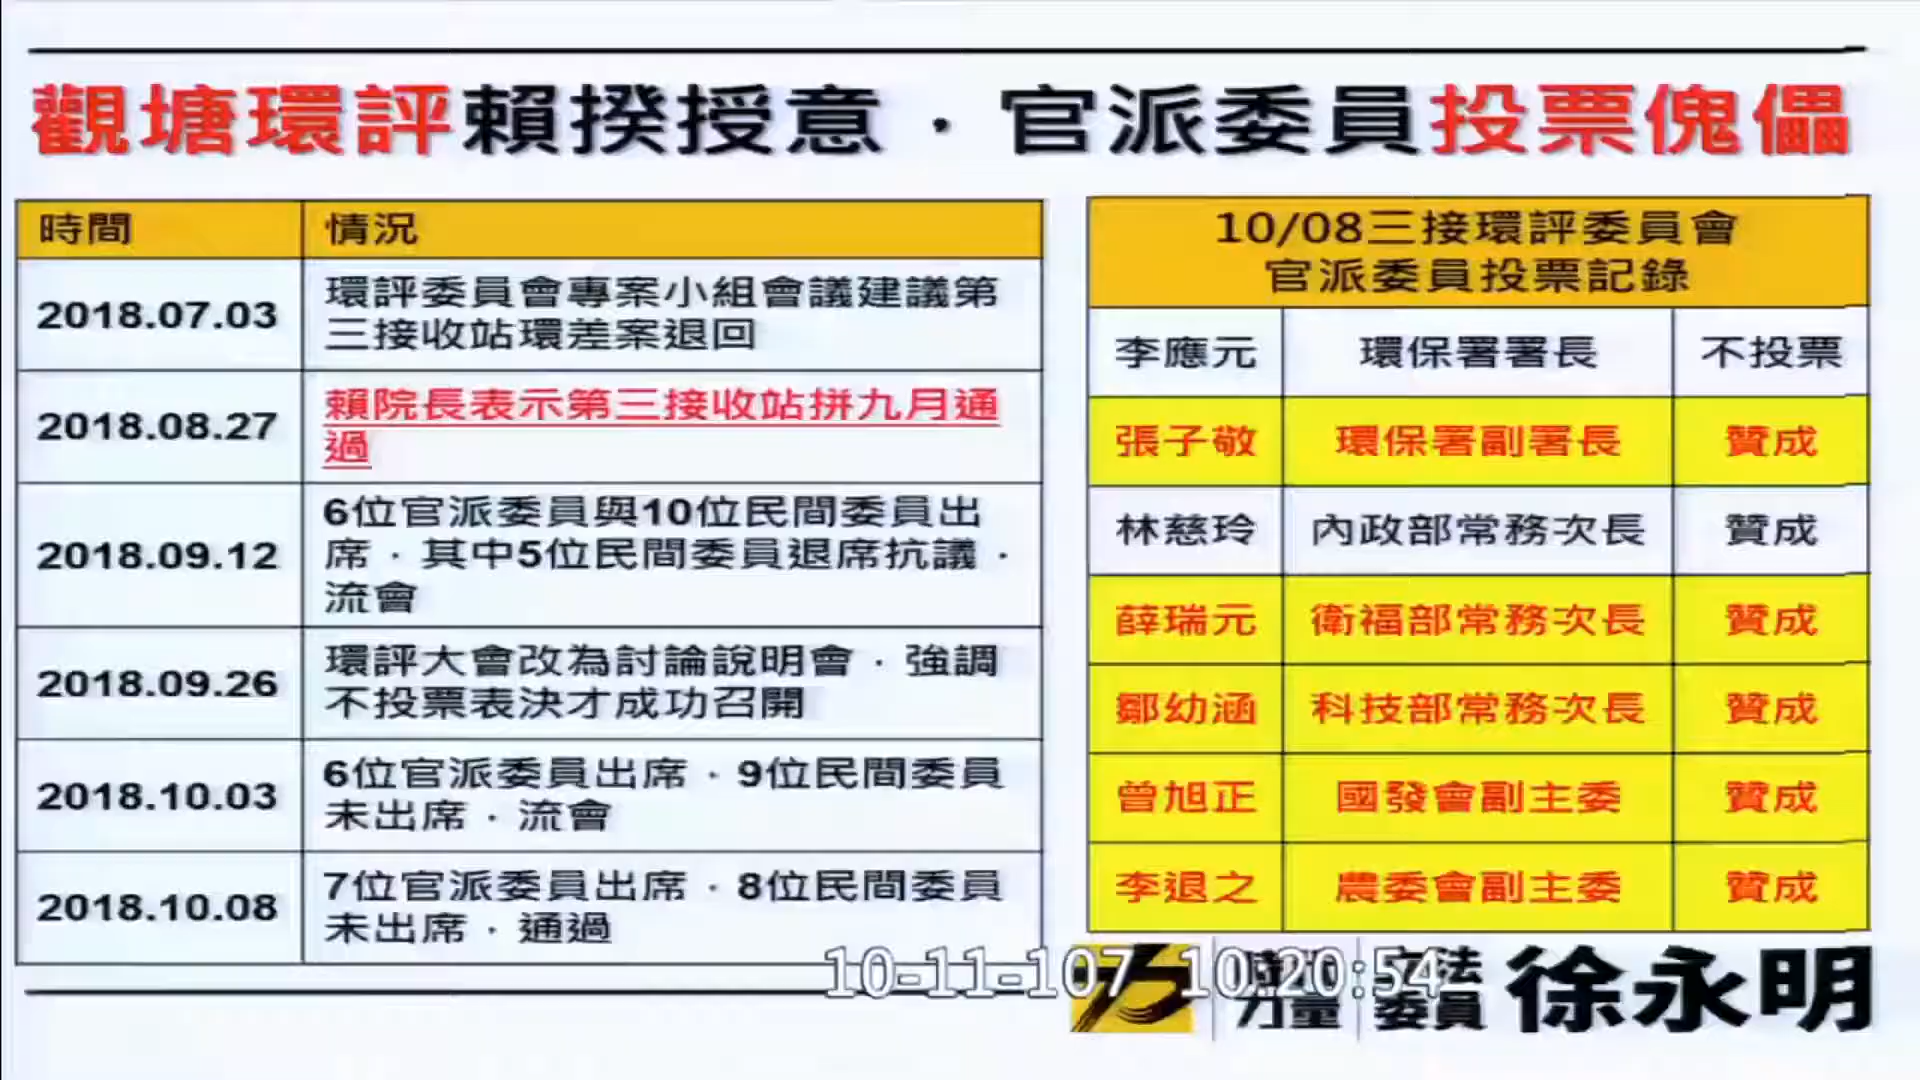 觀塘環評賴揆授意．官派委員投票傀儡
時間 情況
2018.07.03 環評委員會專案小組會議建議第
三接收站環差案退回
2018.08.27 賴院長表示第三接收站拼九月通
過
2018.09.12 6位官派委員與10位民間委員出
席．其中5位民間委員退席抗議．
流會
2018.09.26 環評大會改為討論說明會．強調
不投票表決才成功召開
2018.10.03 6位官派委員出席．9位民間委員
未出席．流會
2018.10.08 7位官派委員出席．8位民間委員
未出席．通過
10/08三接環評委員會
官派委員投票記錄
李應元 環保署署長 不投票
張子敬 環保署副署長 贊成
林慈玲 內政部常務次長 贊成
薛瑞元 衛福部常務次長 贊成
鄒幼涵 科技部常務次長 贊成
曾旭正 國發會副主委 贊成
李退之 農委會副主委 贊成
10-11-107 10:20:54
時代
力量
立法
委員
徐永明